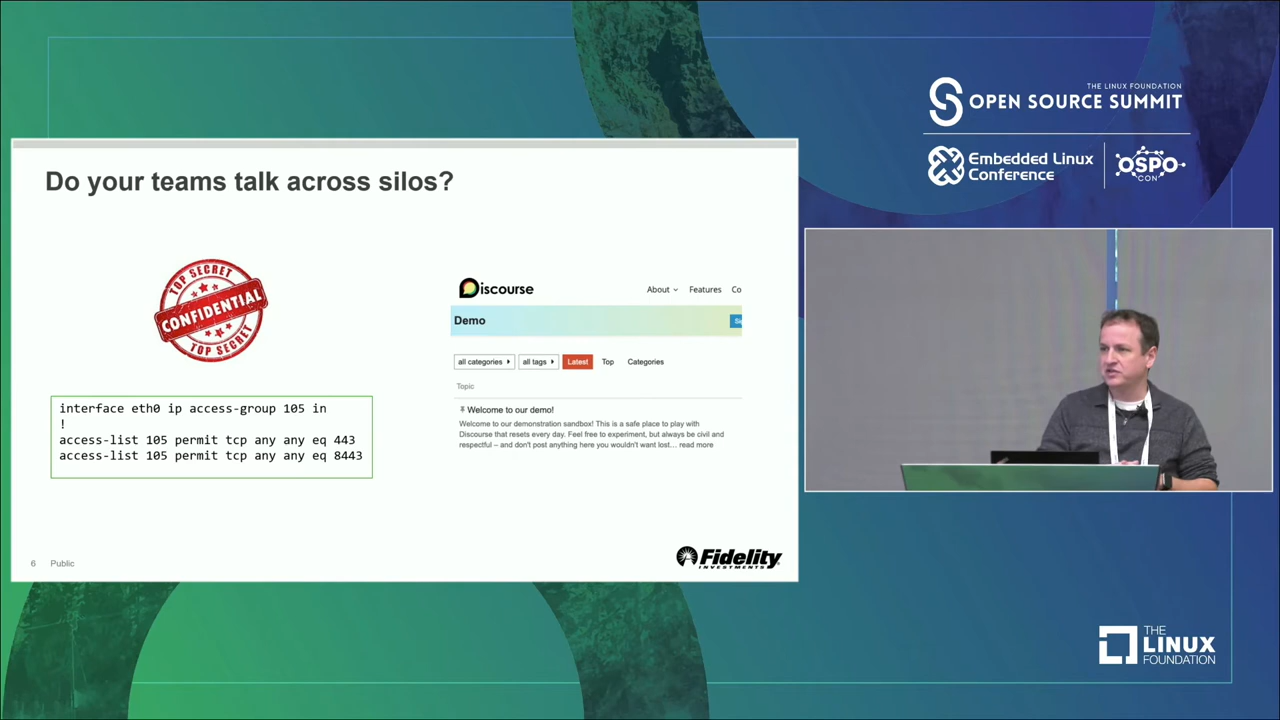 THE LINUX FOUNDATION
OPEN SOURCE SUMMIT
Embedded Linux
Conference
OSPO
CON
Do your teams talk across silos?
TOP SECRET
CONFIDENTIAL
TOP SECRET
interface eth0 ip access-group 105 in
!
access-list 105 permit tcp any any eq 443
access-list 105 permit tcp any any eq 8443
Discourse
About Features Co
Demo
all categories all tags Latest Top Categories
Topic
Welcome to our demo!
Welcome to our demonstration sandbox! This is a safe place to play with
Discourse that resets every day. Feel free to experiment, but always be civil and
respectful – and don't post anything here you wouldn't want lost… read more
6 Public
Fidelity
INVESTMENTS
THE
LINUX
FOUNDATION